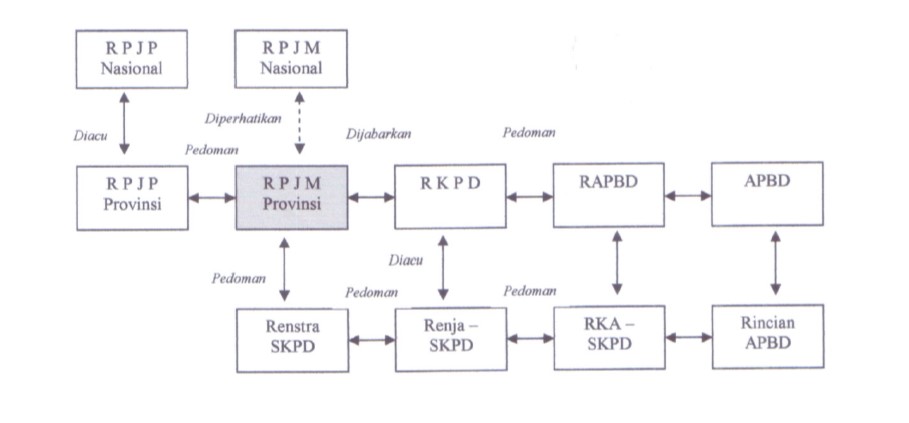 R P J P
Nasional
R P J M
Nasional
Diperhatikan
Diacu
Dijabarkan
Pedoman
Pedoman
R P J P
Provinsi
R P J M
Provinsi
R K P D
RAPBD
APBD
Diacu
Pedoman
Pedoman
Pedoman
Renstra
SKPD
Renja –
SKPD
RKA –
SKPD
Rincian
APBD